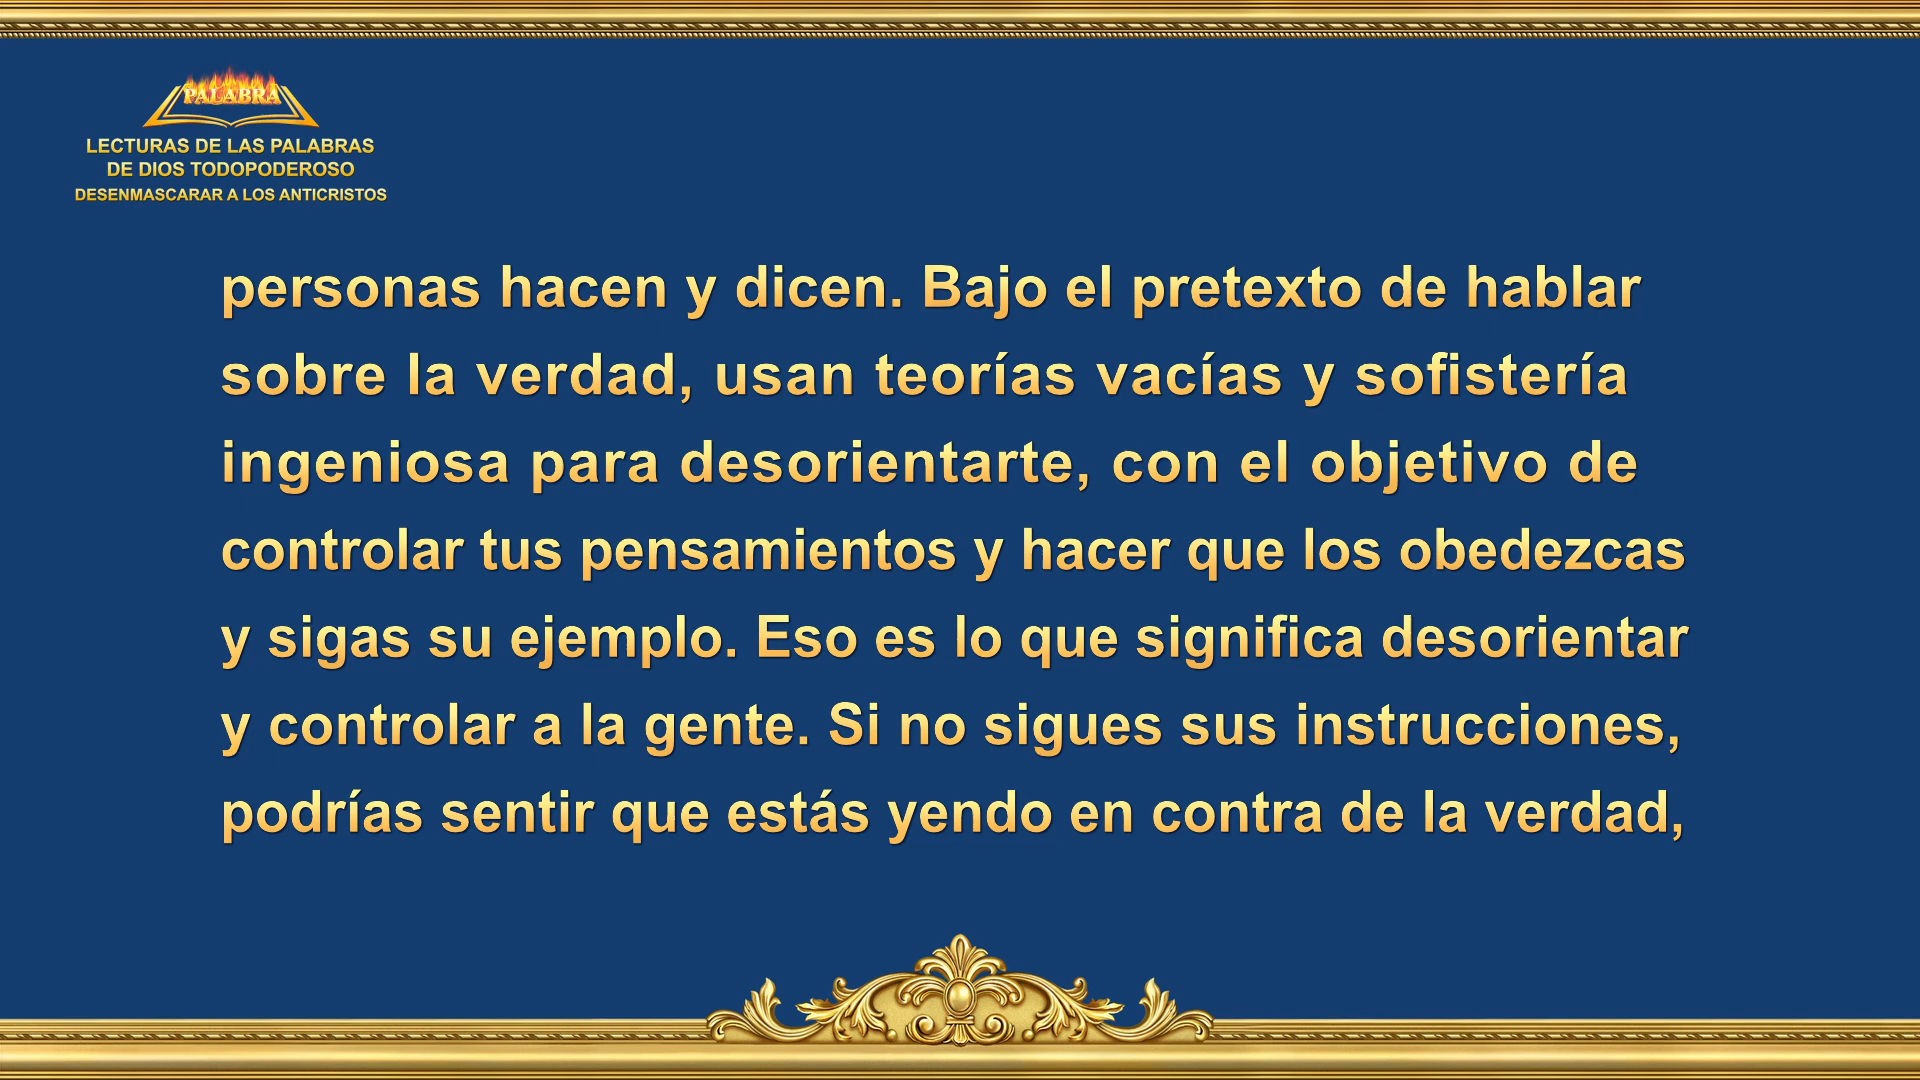 PALABRA
LECTURAS DE LAS PALABRAS
DE DIOS TODOPODEROSO
DESENMASCARAR A LOS ANTICRISTOS
personas hacen y dicen. Bajo el pretexto de hablar
sobre la verdad, usan teorías vacías y sofistería
ingeniosa para desorientarte, con el objetivo de
controlar tus pensamientos y hacer que los obedezcas
y sigas su ejemplo. Eso es lo que significa desorientar
y controlar a la gente. Si no sigues sus instrucciones,
podrías sentir que estás yendo en contra de la verdad,